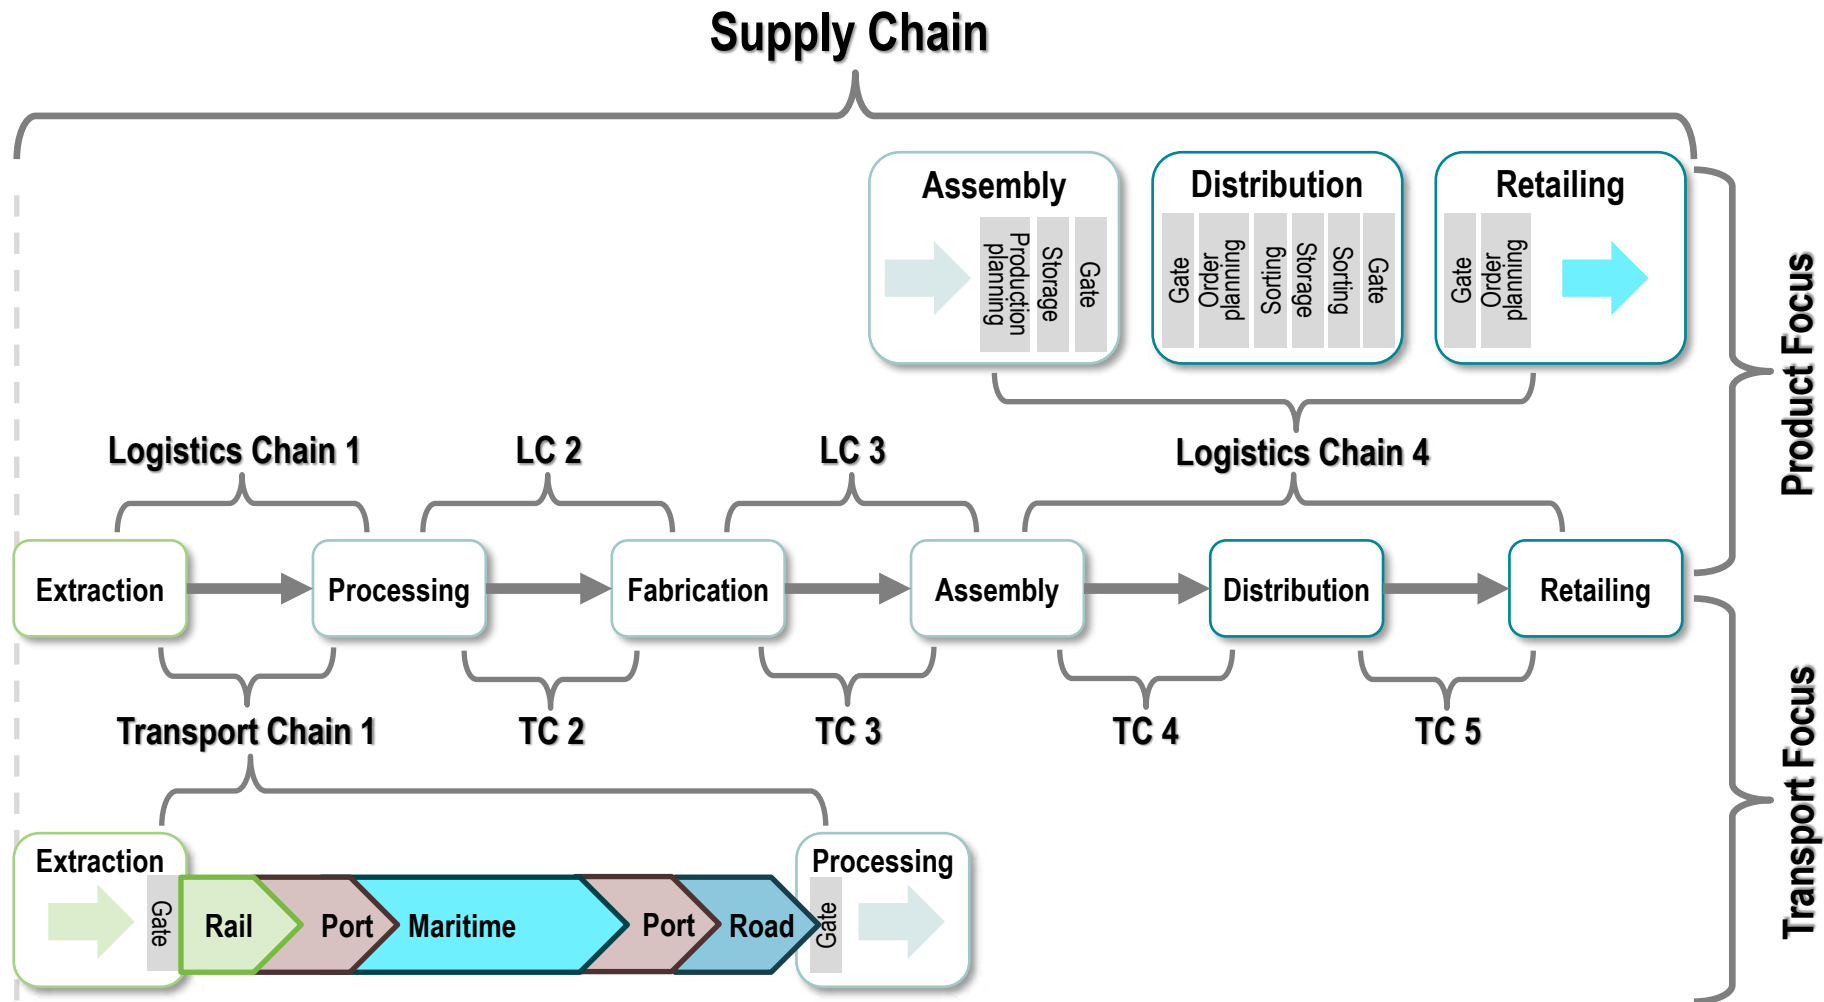 Supply Chain
Assembly
Production
planning
Storage
Gate
Distribution
Gate
Order
planning
Sorting
Storage
Sorting
Gate
Retailing
Gate
Order
planning
Product Focus
Logistics Chain 1
LC 2
LC 3
Logistics Chain 4
Extraction
Processing
Fabrication
Assembly
Distribution
Retailing
Transport Chain 1
TC 2
TC 3
TC 4
TC 5
Transport Focus
Extraction
Gate
Rail
Port
Maritime
Port
Road
Processing
Gate